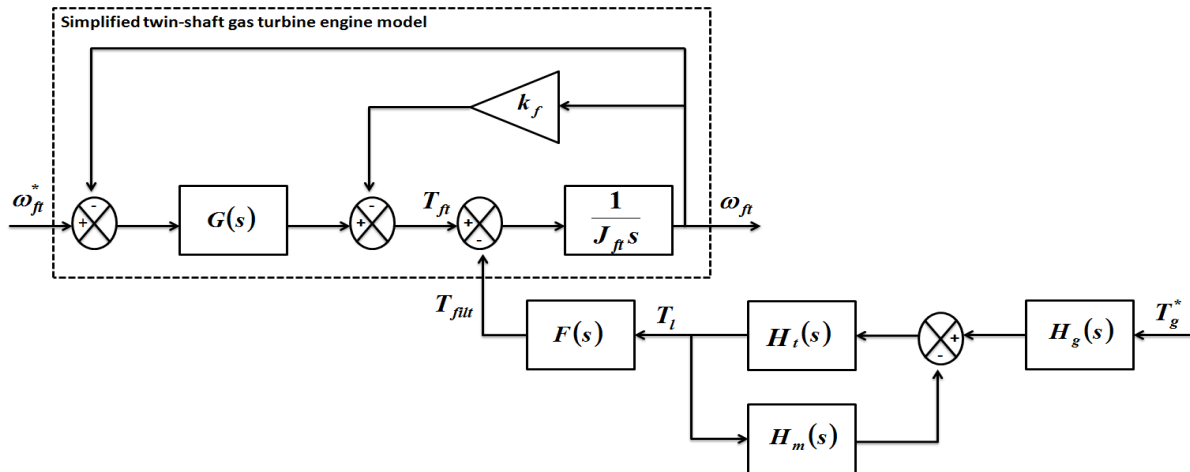 Simplified twin-shaft gas turbine engine model
k_f
ω*_ft
+
-
G(s)
-
+
T_ft
+
-
1
J_ft s
ω_ft
T_filt
F(s)
T_l
H_t(s)
+
-
H_g(s)
T*_g
H_m(s)